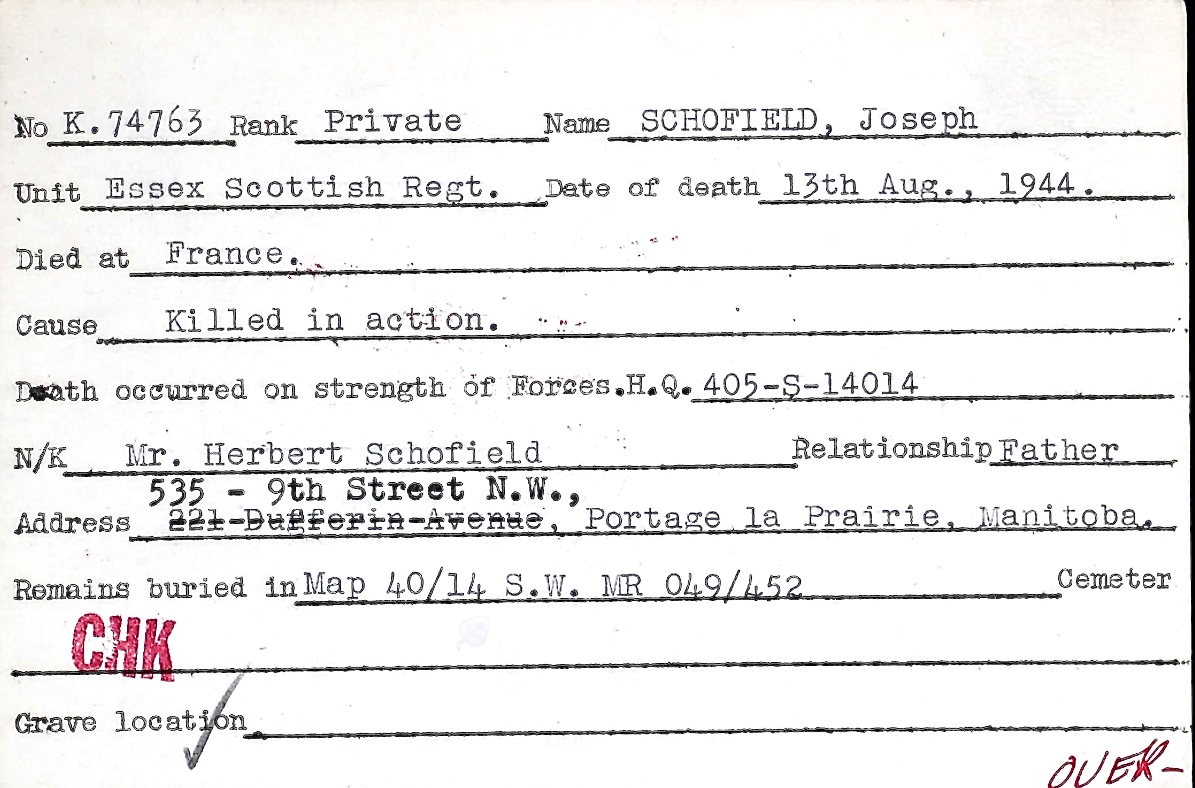 No K.74763 Rank Private Name SCHOFIELD, Joseph
Unit Essex Scottish Regt. Date of death 13th Aug., 1944.
Died at France.
Cause Killed in action.
Death occurred on strength of Forces.H.Q. 405-S-14014
N/K Mr. Herbert Schofield Relationship Father
535 - 9th Street N.W.,
Address 221-Dufferin-Avenue, Portage la Prairie, Manitoba.
Remains buried in Map 40/14 S.W. MR 049/452 Cemeter
CHK
Grave location
OVER-